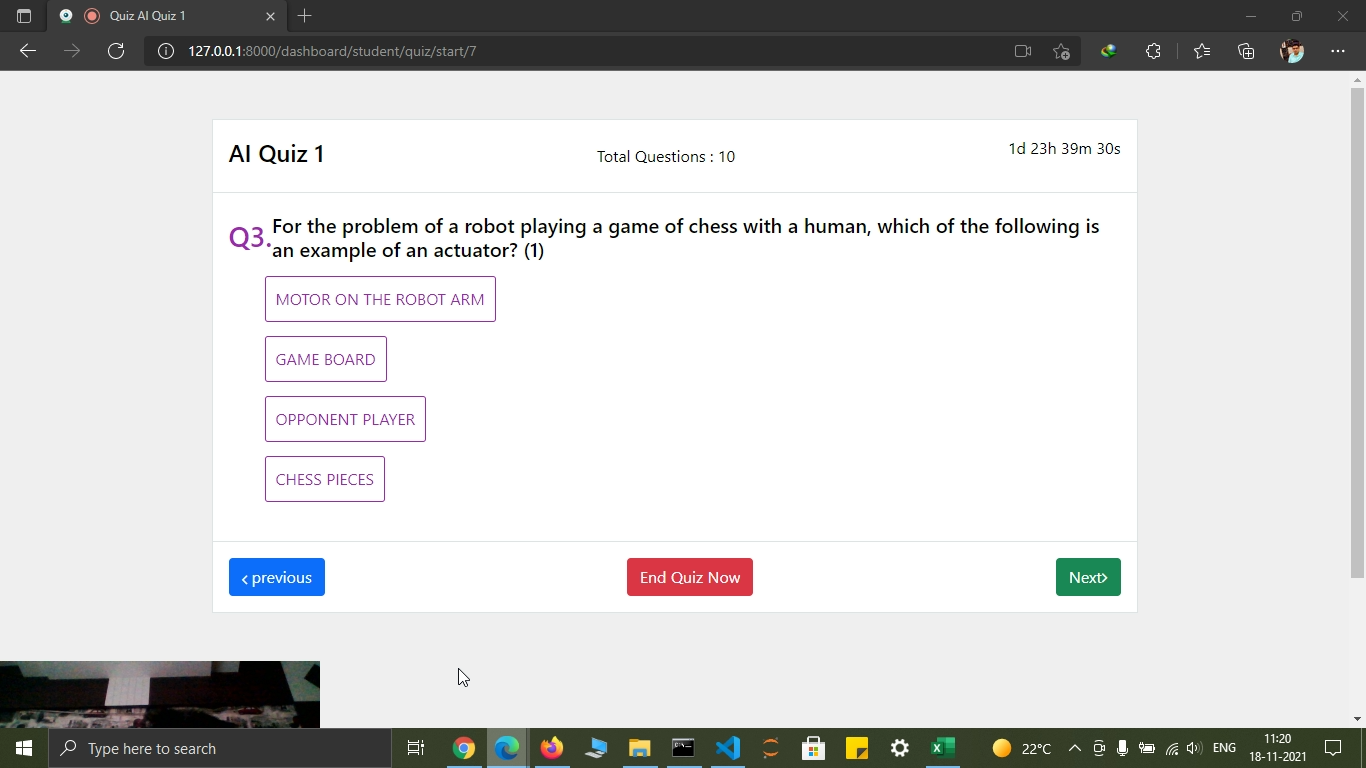 Quiz AI Quiz 1
127.0.0.1:8000/dashboard/student/quiz/start/7
AI Quiz 1
Total Questions : 10
1d 23h 39m 30s
Q3.
For the problem of a robot playing a game of chess with a human, which of the following is
an example of an actuator? (1)
MOTOR ON THE ROBOT ARM
GAME BOARD
OPPONENT PLAYER
CHESS PIECES
‹ previous
End Quiz Now
Next›
Type here to search
22°C
ENG
11:20
18-11-2021